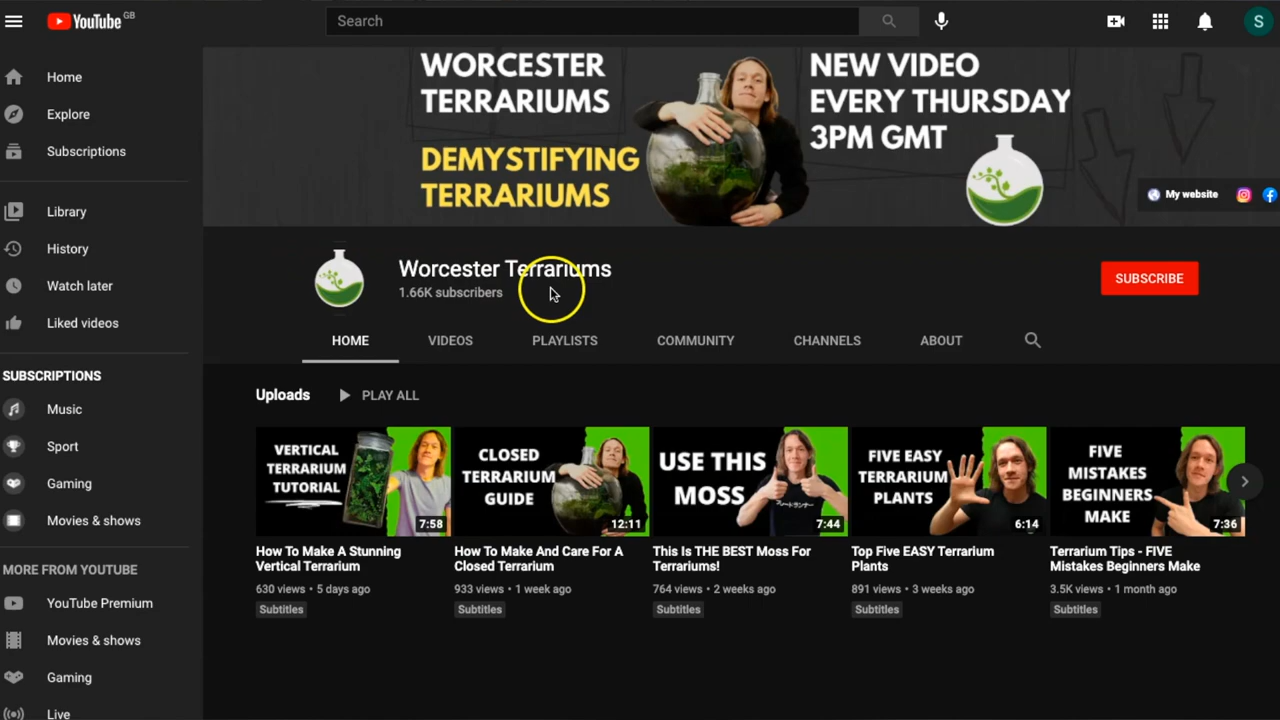 YouTube GB
Search
S
Home
Explore
Subscriptions
Library
History
Watch later
Liked videos
SUBSCRIPTIONS
Music
Sport
Gaming
Movies & shows
MORE FROM YOUTUBE
YouTube Premium
Movies & shows
Gaming
Live
WORCESTER
TERRARIUMS
DEMYSTIFYING
TERRARIUMS
NEW VIDEO
EVERY THURSDAY
3PM GMT
My website
Worcester Terrariums
1.66K subscribers
SUBSCRIBE
HOME VIDEOS PLAYLISTS COMMUNITY CHANNELS ABOUT
Uploads PLAY ALL
VERTICAL
TERRARIUM
TUTORIAL
7:58
How To Make A Stunning
Vertical Terrarium
630 views • 5 days ago
Subtitles
CLOSED
TERRARIUM
GUIDE
12:11
How To Make And Care For A
Closed Terrarium
933 views • 1 week ago
Subtitles
USE THIS
MOSS
7:44
This Is THE BEST Moss For
Terrariums!
764 views • 2 weeks ago
Subtitles
FIVE EASY
TERRARIUM
PLANTS
6:14
Top Five EASY Terrarium
Plants
891 views • 3 weeks ago
Subtitles
FIVE
MISTAKES
BEGINNERS
MAKE
7:36
Terrarium Tips - FIVE
Mistakes Beginners Make
3.5K views • 1 month ago
Subtitles